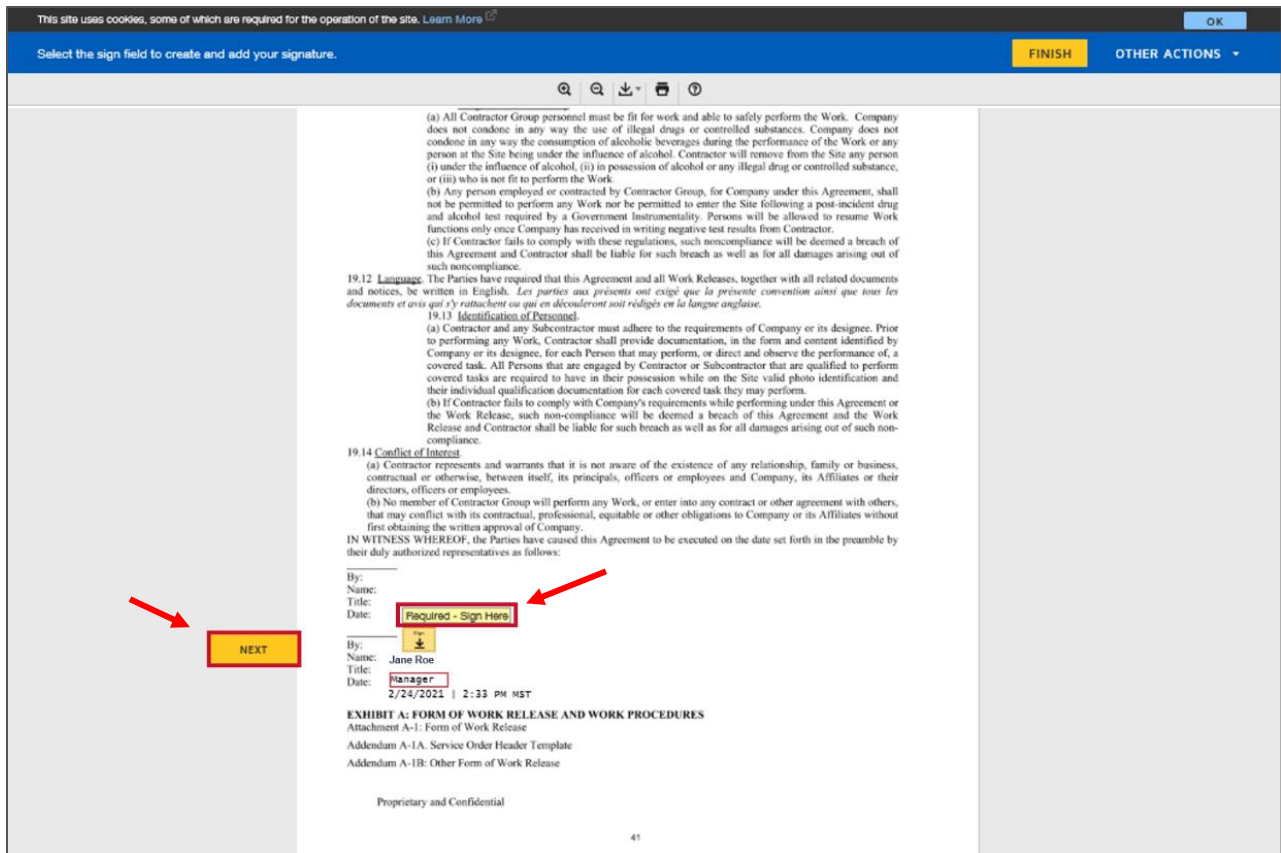 This site uses cookies, some of which are required for the operation of the site. Learn More
OK
Select the sign field to create and add your signature.
FINISH
OTHER ACTIONS
(a) All Contractor Group personnel must be fit for work and able to safely perform the Work. Company
does not condone in any way the use of illegal drugs or controlled substances. Company does not
condone in any way the consumption of alcoholic beverages during the performance of the Work or any
person at the Site being under the influence of alcohol. Contractor will remove from the Site any person
(i) under the influence of alcohol, (ii) in possession of alcohol or any illegal drug or controlled substance,
or (iii) who is not fit to perform the Work.
(b) Any person employed or contracted by Contractor Group, for Company under this Agreement, shall
not be permitted to perform any Work nor be permitted to enter the Site following a post-incident drug
and alcohol test required by a Government Instrumentality. Persons will be allowed to resume Work
functions only once Company has received in writing negative test results from Contractor.
(c) If Contractor fails to comply with these regulations, such noncompliance will be deemed a breach of
this Agreement and Contractor shall be liable for such breach as well as for all damages arising out of
such noncompliance.
19.12 Language. The Parties have required that this Agreement and all Work Releases, together with all related documents
and notices, be written in English. Les parties aux présents ont exigé que la présente convention ainsi que tous les
documents et avis qui s'y rattachent ou qui en découleront soit rédigés en la langue anglaise.
19.13 Identification of Personnel.
(a) Contractor and any Subcontractor must adhere to the requirements of Company or its designee. Prior
to performing any Work, Contractor shall provide documentation, in the form and content identified by
Company or its designee, for each Person that may perform, or direct and observe the performance of, a
covered task. All Persons that are engaged by Contractor or Subcontractor that are qualified to perform
covered tasks are required to have in their possession while on the Site valid photo identification and
their individual qualification documentation for each covered task they may perform.
(b) If Contractor fails to comply with Company's requirements while performing under this Agreement or
the Work Release, such non-compliance will be deemed a breach of this Agreement and the Work
Release and Contractor shall be liable for such breach as well as for all damages arising out of such non-
compliance.
19.14 Conflict of Interest.
(a) Contractor represents and warrants that it is not aware of the existence of any relationship, family or business,
contractual or otherwise, between itself, its principals, officers or employees and Company, its Affiliates or their
directors, officers or employees.
(b) No member of Contractor Group will perform any Work, or enter into any contract or other agreement with others,
that may conflict with its contractual, professional, equitable or other obligations to Company or its Affiliates without
first obtaining the written approval of Company.
IN WITNESS WHEREOF, the Parties have caused this Agreement to be executed on the date set forth in the preamble by
their duly authorized representatives as follows:
By:
Name:
Title:
Date:
Required - Sign Here
NEXT
Sign
By:
Name: Jane Roe
Title:
Manager
Date:
2/24/2021 | 2:33 PM MST
EXHIBIT A: FORM OF WORK RELEASE AND WORK PROCEDURES
Attachment A-1: Form of Work Release
Addendum A-1A. Service Order Header Template
Addendum A-1B: Other Form of Work Release
Proprietary and Confidential
41